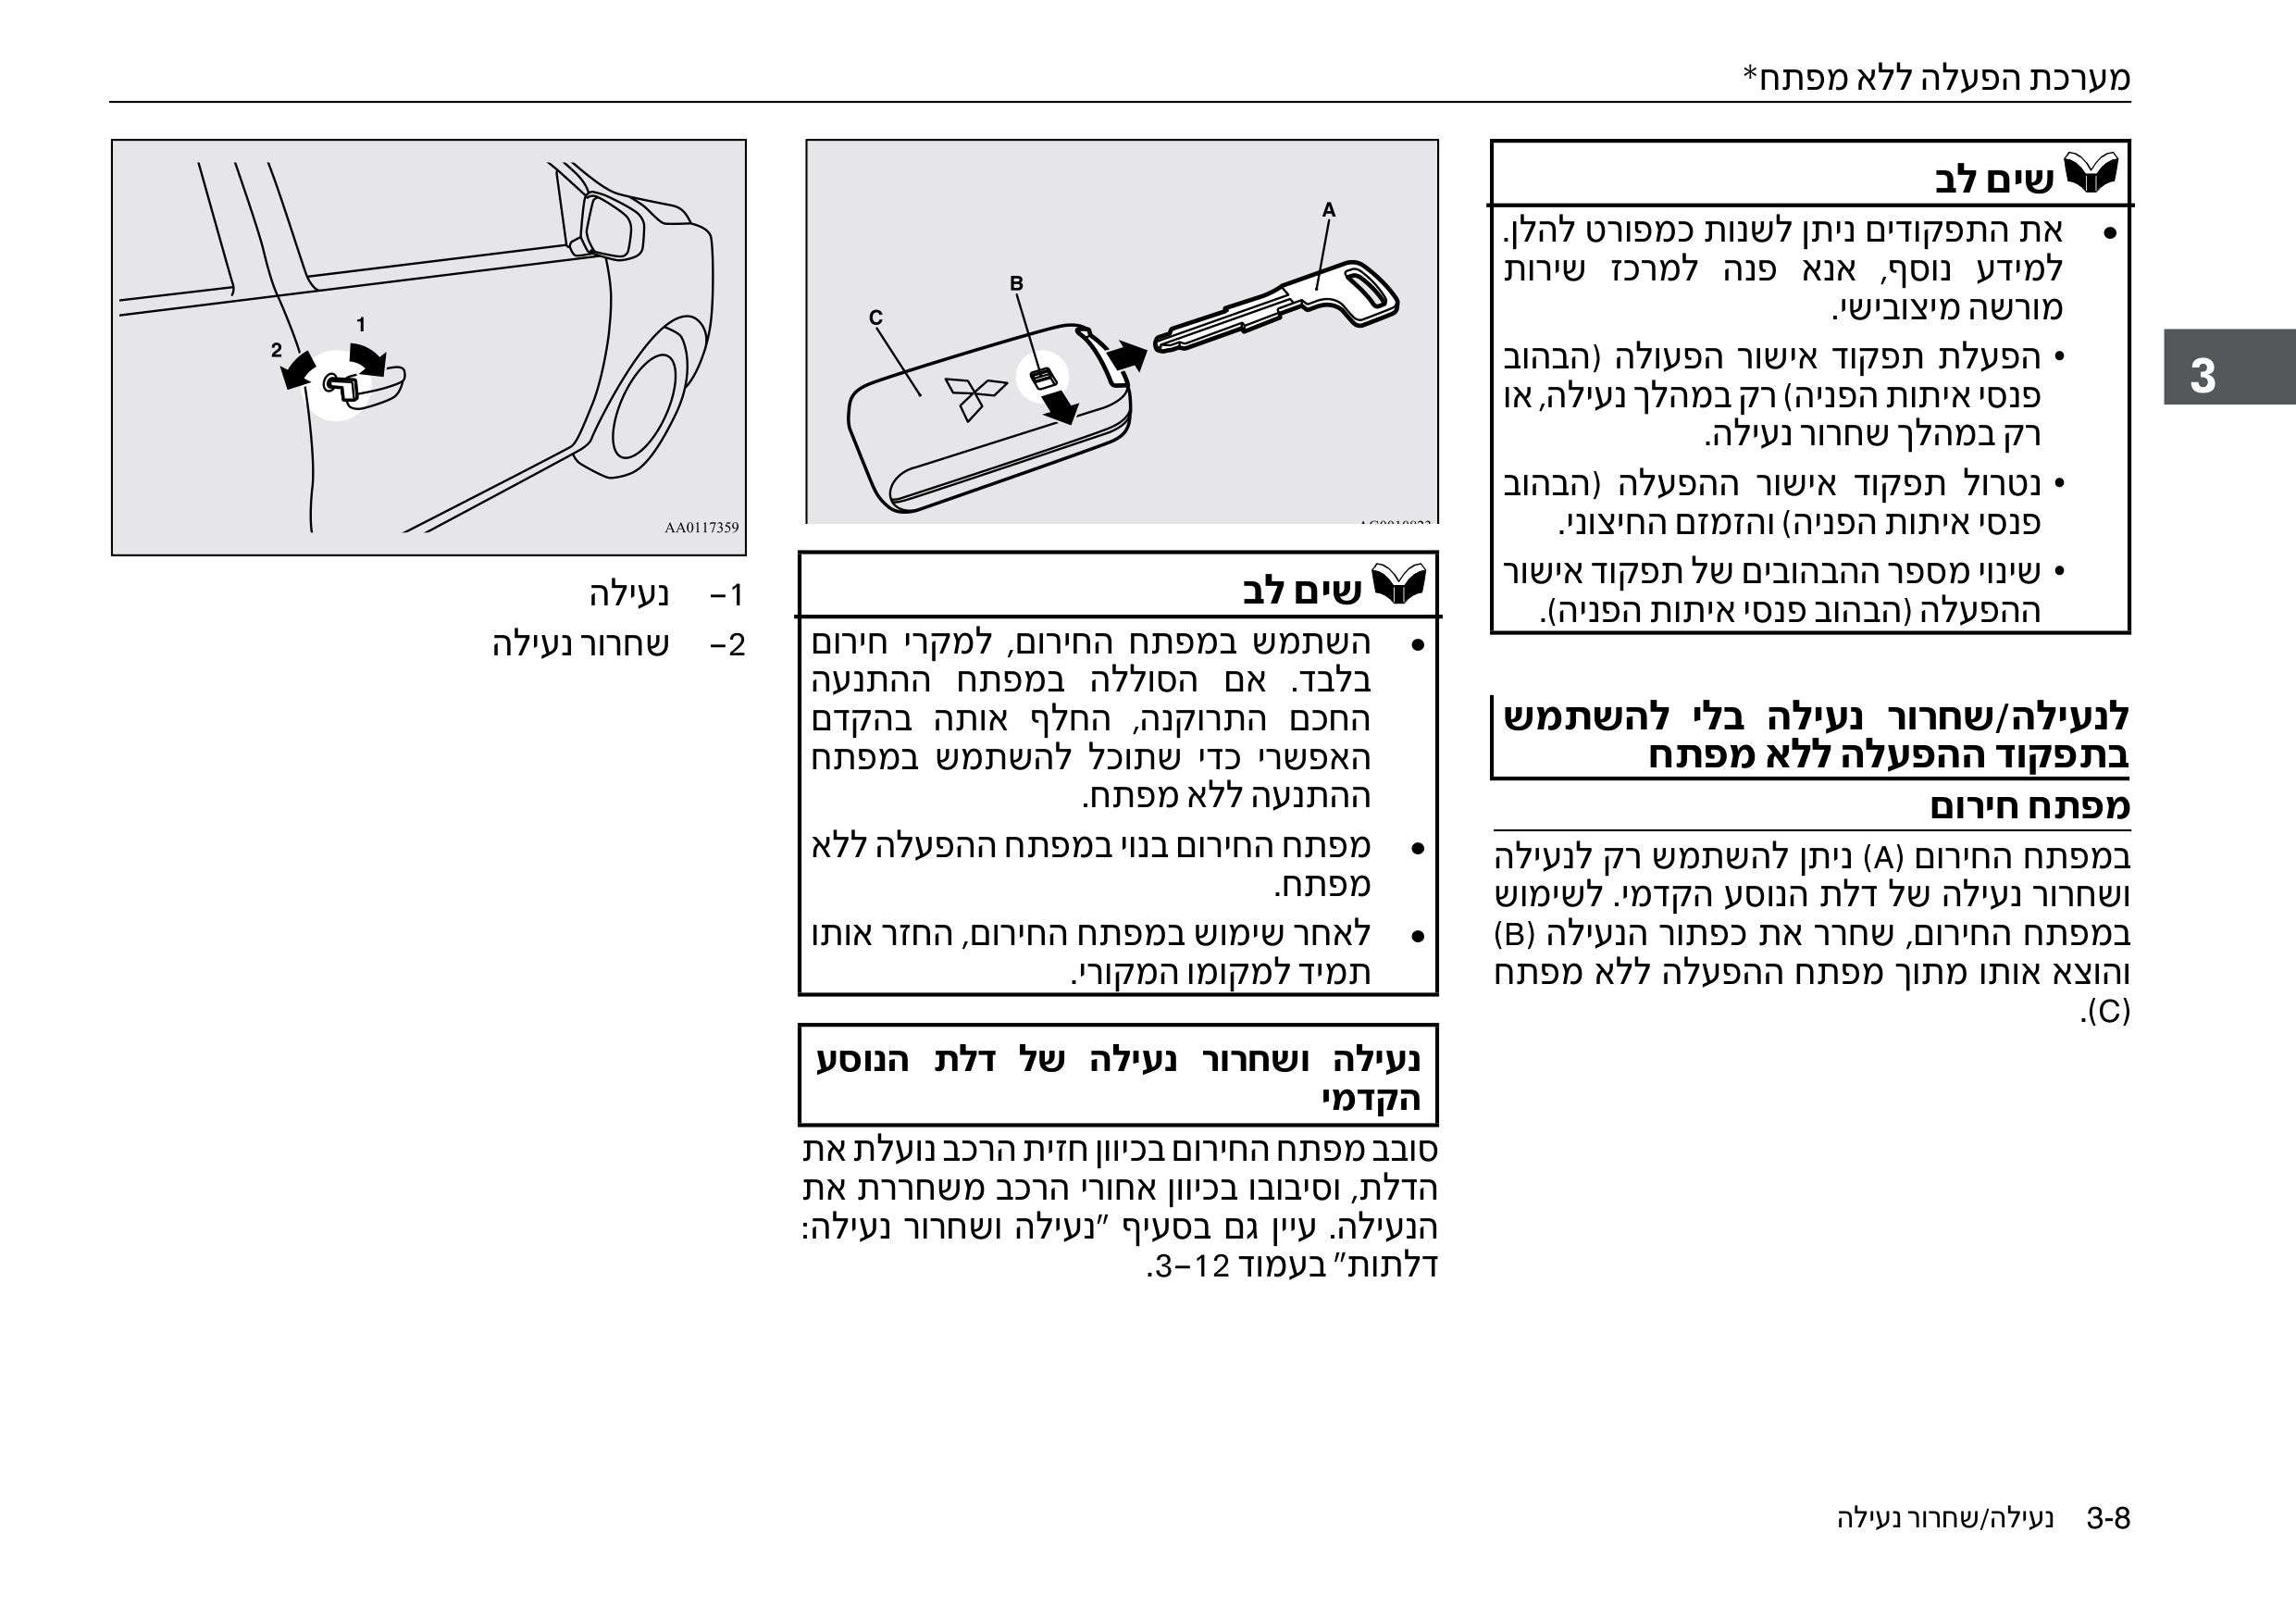 מערכת הפעלה ללא מפתח*
שים לב
• את התפקודים ניתן לשנות כמפורט להלן.
למידע נוסף, אנא פנה למרכז שירות
מורשה מיצובישי.
• הפעלת תפקוד אישור הפעולה (הבהוב
פנסי איתות הפניה) רק במהלך נעילה, או
רק במהלך שחרור נעילה.
• נטרול תפקוד אישור ההפעלה (הבהוב
פנסי איתות הפניה) והזמזם החיצוני.
• שינוי מספר ההבהובים של תפקוד אישור
ההפעלה (הבהוב פנסי איתות הפניה).
3
לנעילה/שחרור נעילה בלי להשתמש
בתפקוד ההפעלה ללא מפתח
מפתח חירום
במפתח החירום (A) ניתן להשתמש רק לנעילה
ושחרור נעילה של דלת הנוסע הקדמי. לשימוש
במפתח החירום, שחרר את כפתור הנעילה (B)
והוצא אותו מתוך מפתח ההפעלה ללא מפתח
(C).
A
B
C
שים לב
• השתמש במפתח החירום, למקרי חירום
בלבד. אם הסוללה במפתח ההתנעה
החכם התרוקנה, החלף אותה בהקדם
האפשרי כדי שתוכל להשתמש במפתח
ההתנעה ללא מפתח.
• מפתח החירום בנוי במפתח ההפעלה ללא
מפתח.
• לאחר שימוש במפתח החירום, החזר אותו
תמיד למקומו המקורי.
נעילה ושחרור נעילה של דלת הנוסע
הקדמי
סובב מפתח החירום בכיוון חזית הרכב נועלת את
הדלת, וסיבובו בכיוון אחורי הרכב משחררת את
הנעילה. עיין גם בסעיף "נעילה ושחרור נעילה:
דלתות" בעמוד 3–12.
1
2
AA0117359
1– נעילה
2– שחרור נעילה
3-8 נעילה/שחרור נעילה